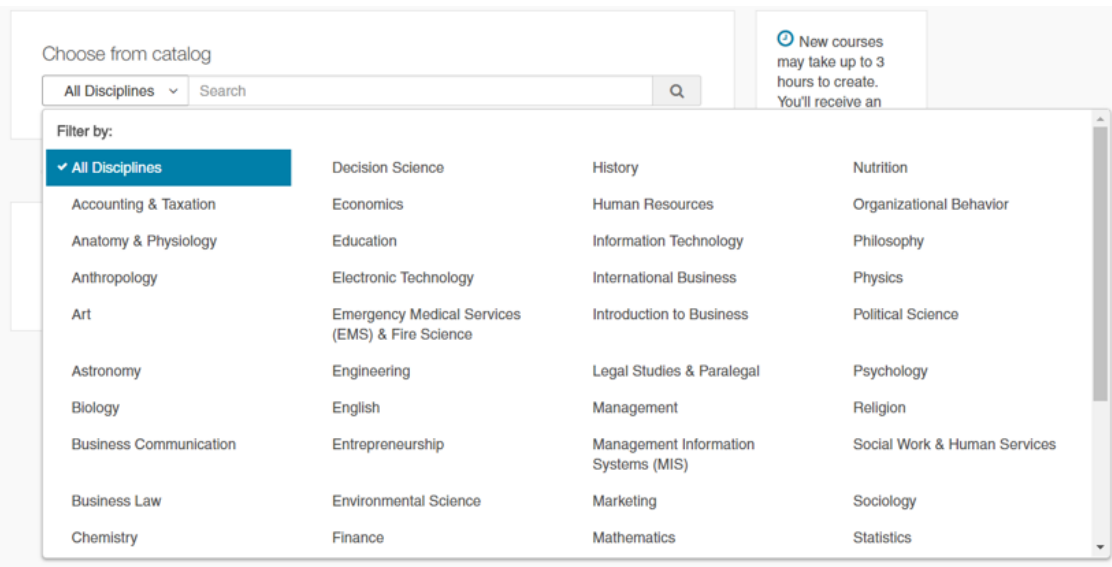 Choose from catalog
All Disciplines Search
New courses
may take up to 3
hours to create.
You'll receive an
Filter by:
All Disciplines Decision Science History Nutrition
Accounting & Taxation Economics Human Resources Organizational Behavior
Anatomy & Physiology Education Information Technology Philosophy
Anthropology Electronic Technology International Business Physics
Art Emergency Medical Services Introduction to Business Political Science
(EMS) & Fire Science
Astronomy Engineering Legal Studies & Paralegal Psychology
Biology English Management Religion
Business Communication Entrepreneurship Management Information Social Work & Human Services
Systems (MIS)
Business Law Environmental Science Marketing Sociology
Chemistry Finance Mathematics Statistics